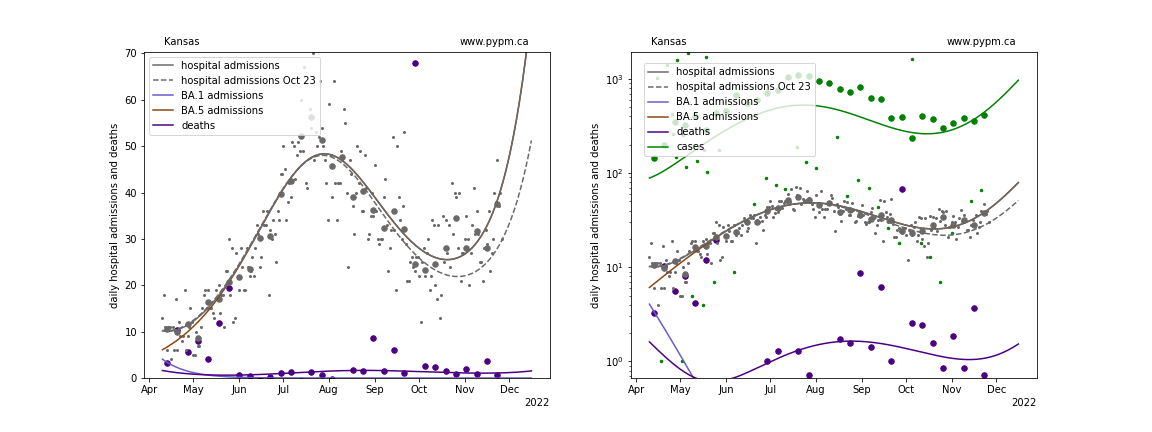 Kansas www.pypm.ca
daily hospital admissions and deaths
70
60
50
40
30
20
10
0
hospital admissions
hospital admissions Oct 23
BA.1 admissions
BA.5 admissions
deaths
Apr May Jun Jul Aug Sep Oct Nov Dec
2022
Kansas www.pypm.ca
daily hospital admissions and deaths
10³
10²
10¹
10⁰
hospital admissions
hospital admissions Oct 23
BA.1 admissions
BA.5 admissions
deaths
cases
Apr May Jun Jul Aug Sep Oct Nov Dec
2022